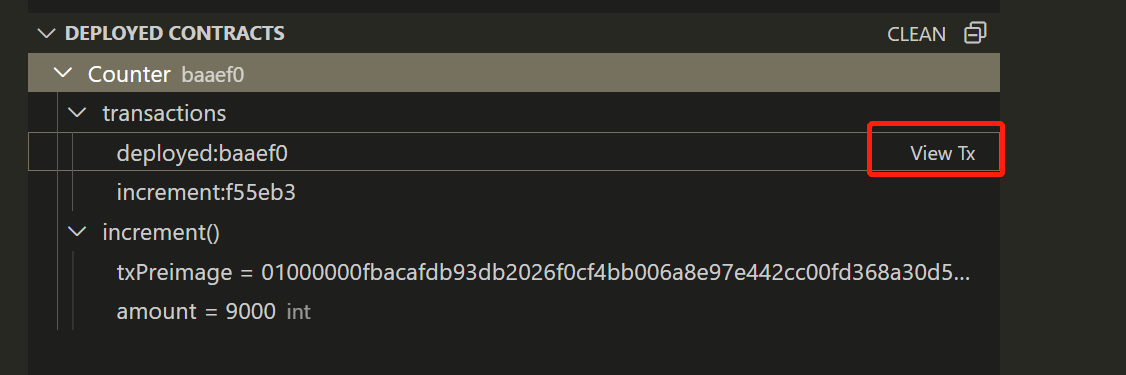 DEPLOYED CONTRACTS CLEAN
Counter baaef0
transactions
deployed:baaef0 View Tx
increment:f55eb3
increment()
txPreimage = 01000000fbacafdb93db2026f0cf4bb006a8e97e442cc00fd368a30d5...
amount = 9000 int